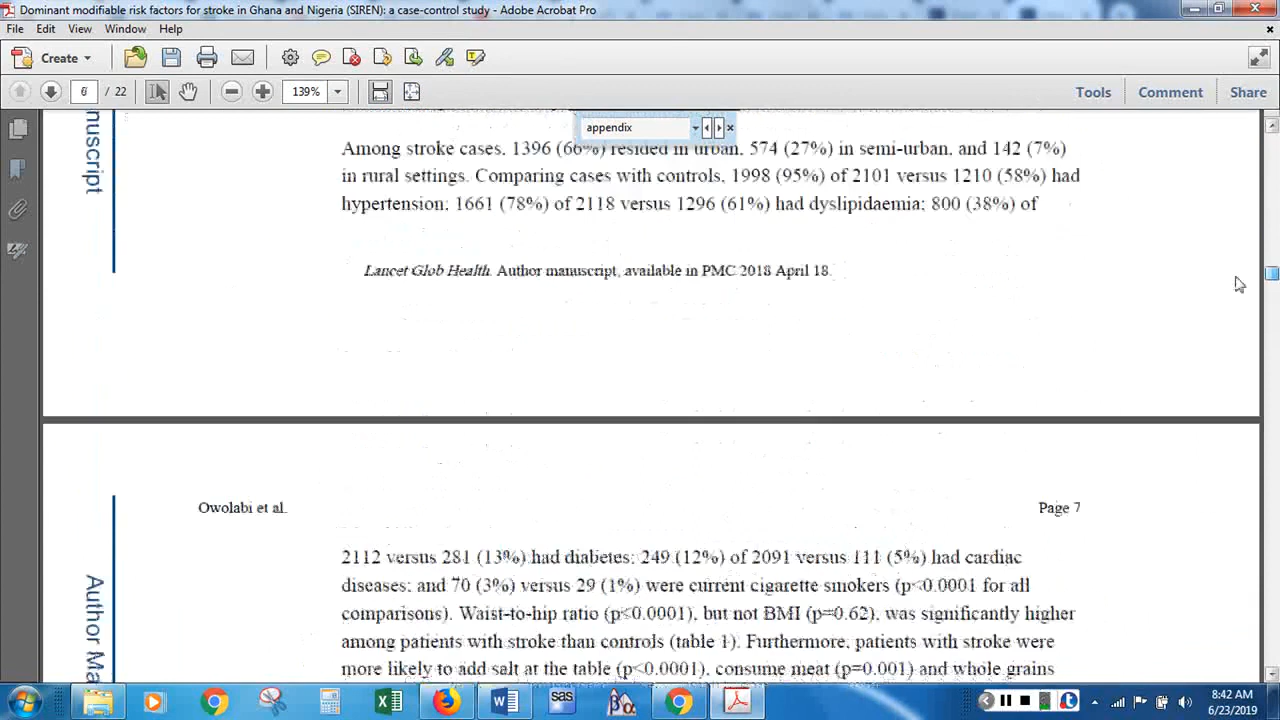 Dominant modifiable risk factors for stroke in Ghana and Nigeria (SIREN): a case-control study - Adobe Acrobat Pro
File Edit View Window Help
Create
6 / 22 139% Tools Comment Share
appendix
nuscript
Among stroke cases, 1396 (66%) resided in urban, 574 (27%) in semi-urban, and 142 (7%)
in rural settings. Comparing cases with controls, 1998 (95%) of 2101 versus 1210 (58%) had
hypertension; 1661 (78%) of 2118 versus 1296 (61%) had dyslipidaemia; 800 (38%) of
Lancet Glob Health. Author manuscript, available in PMC 2018 April 18.
Owolabi et al. Page 7
Author Ma
2112 versus 281 (13%) had diabetes; 249 (12%) of 2091 versus 111 (5%) had cardiac
diseases; and 70 (3%) versus 29 (1%) were current cigarette smokers (p<0.0001 for all
comparisons). Waist-to-hip ratio (p<0.0001), but not BMI (p=0.62), was significantly higher
among patients with stroke than controls (table 1). Furthermore, patients with stroke were
more likely to add salt at the table (p<0.0001), consume meat (p=0.001) and whole grains
sas
βα
8:42 AM
6/23/2019